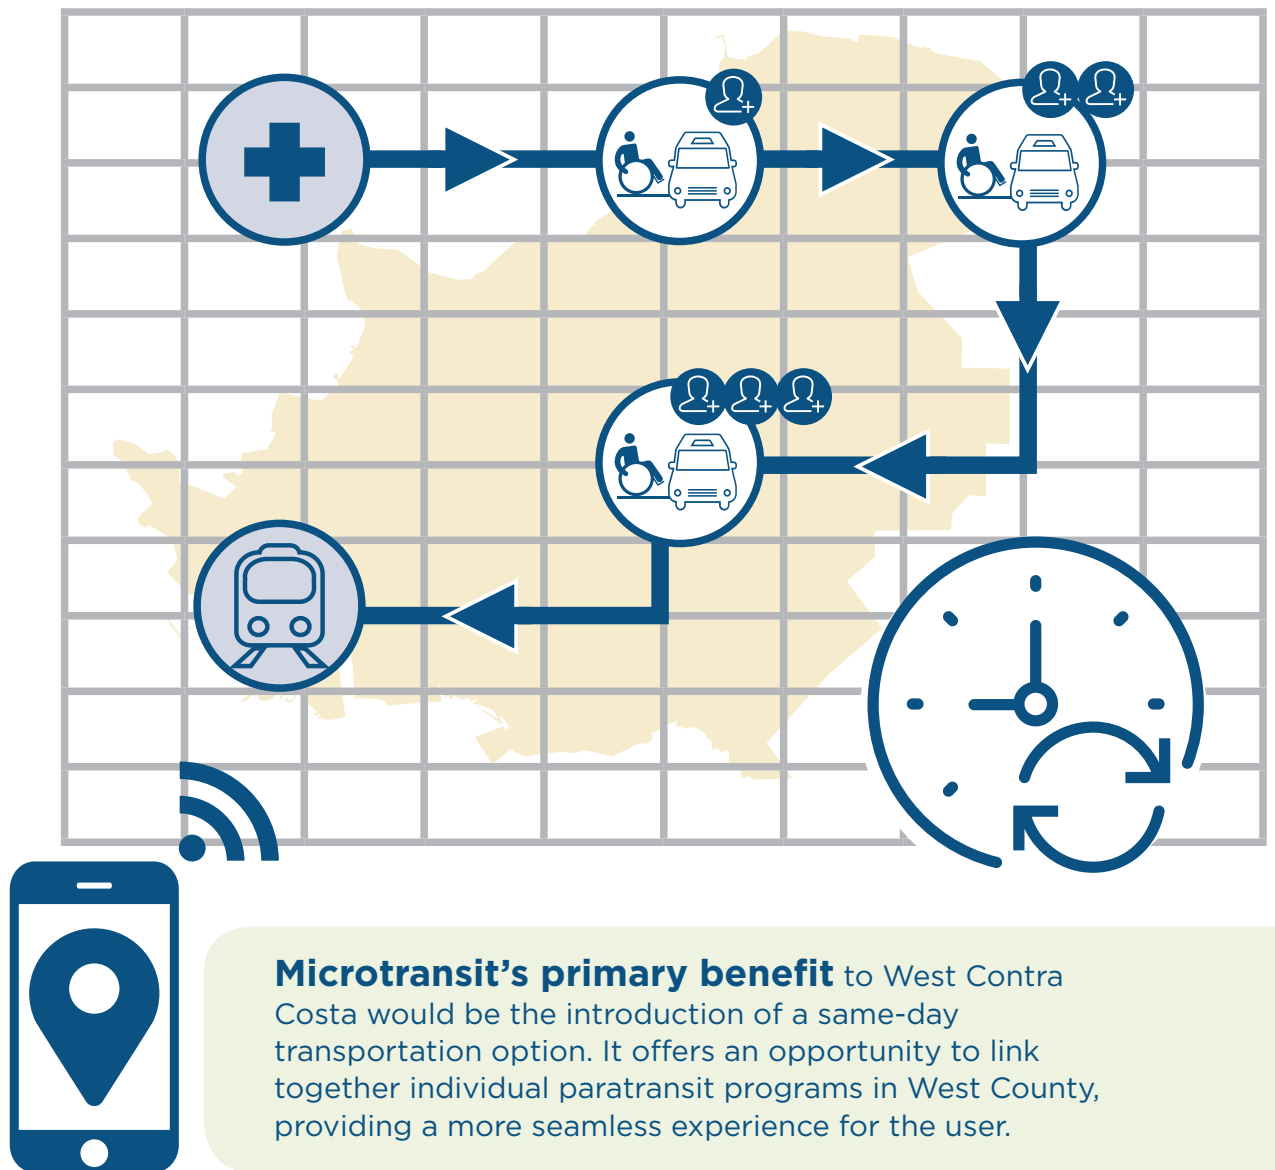 Microtransit's primary benefit to West Contra
Costa would be the introduction of a same-day
transportation option. It offers an opportunity to link
together individual paratransit programs in West County,
providing a more seamless experience for the user.